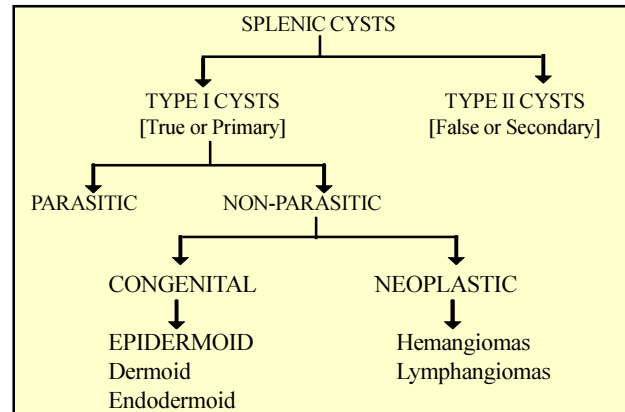 SPLENIC CYSTS
TYPE I CYSTS
[True or Primary]
TYPE II CYSTS
[False or Secondary]
PARASITIC
NON-PARASITIC
CONGENITAL
NEOPLASTIC
EPIDERMOID
Dermoid
Endodermoid
Hemangiomas
Lymphangiomas